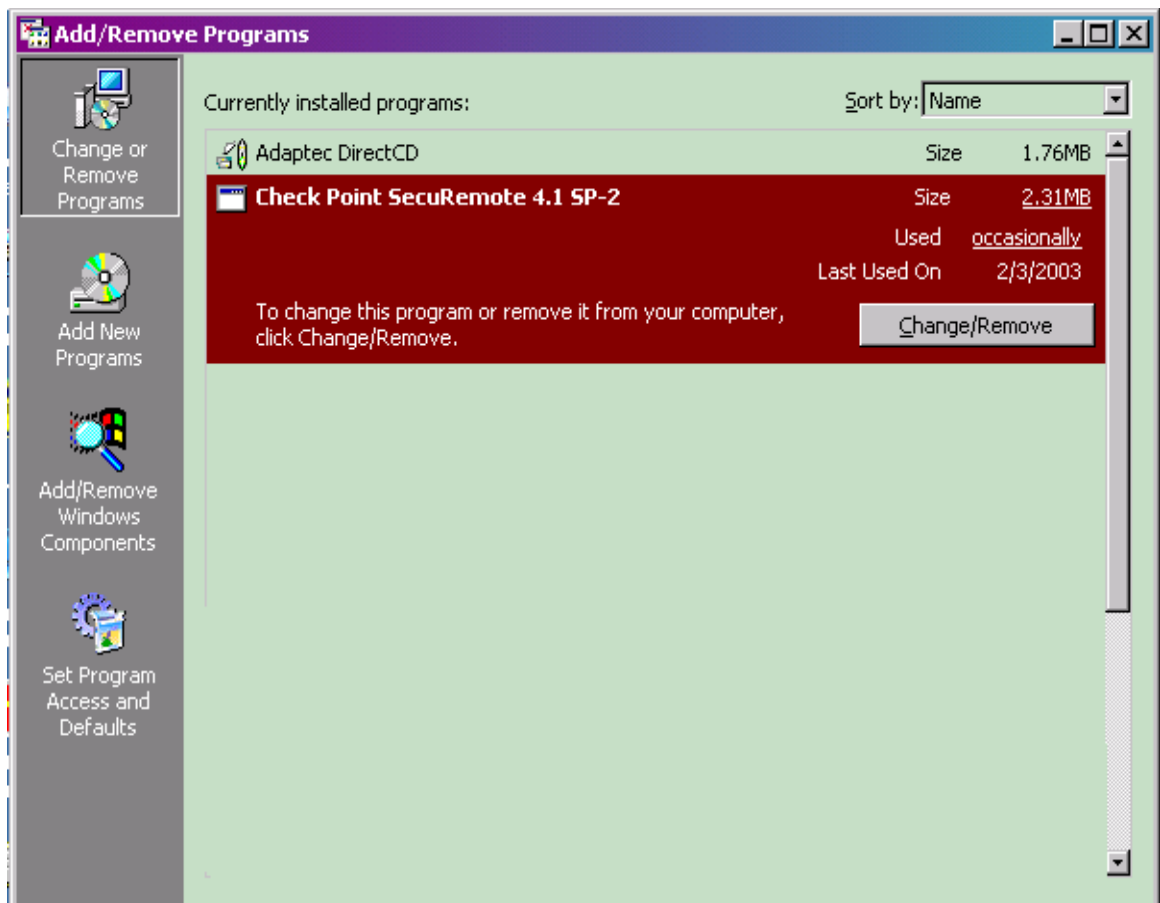 Add/Remove Programs
Change or
Remove
Programs
Add New
Programs
Add/Remove
Windows
Components
Set Program
Access and
Defaults
Currently installed programs:
Sort by: Name
Adaptec DirectCD Size 1.76MB
Check Point SecuRemote 4.1 SP-2 Size 2.31MB
Used occasionally
Last Used On 2/3/2003
To change this program or remove it from your computer,
click Change/Remove.
Change/Remove